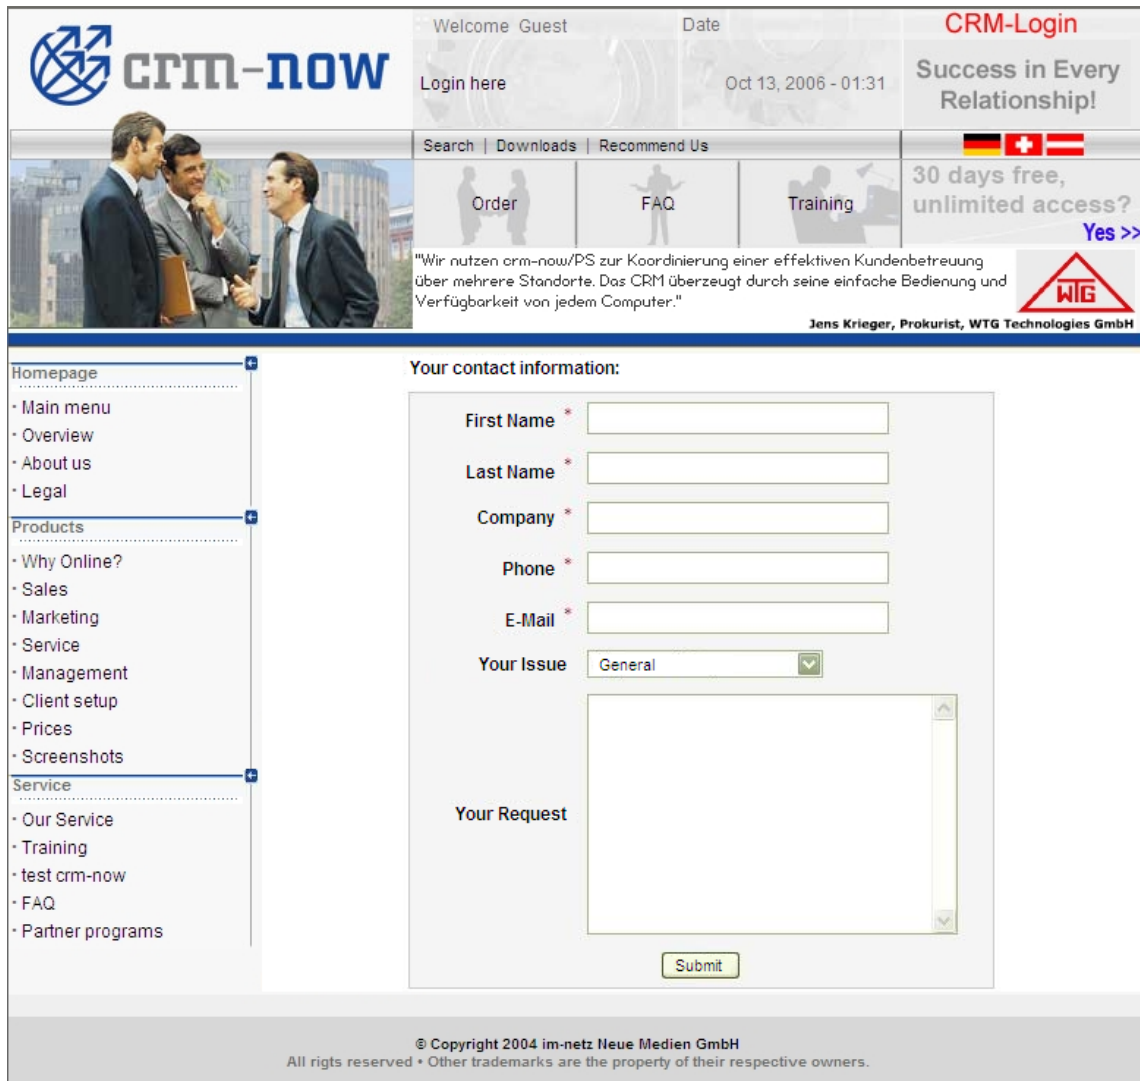 crm-now
Welcome Guest
Date
CRM-Login
Login here
Oct 13, 2006 - 01:31
Success in Every
Relationship!
Search | Downloads | Recommend Us
Order
FAQ
Training
30 days free,
unlimited access?
Yes >>
"Wir nutzen crm-now/PS zur Koordinierung einer effektiven Kundenbetreuung
über mehrere Standorte. Das CRM überzeugt durch seine einfache Bedienung und
Verfügbarkeit von jedem Computer."
WTG
Jens Krieger, Prokurist, WTG Technologies GmbH
Homepage
· Main menu
· Overview
· About us
· Legal
Products
· Why Online?
· Sales
· Marketing
· Service
· Management
· Client setup
· Prices
· Screenshots
Service
· Our Service
· Training
· test crm-now
· FAQ
· Partner programs
Your contact information:
First Name *
Last Name *
Company *
Phone *
E-Mail *
Your Issue General
Your Request
Submit
© Copyright 2004 im-netz Neue Medien GmbH
All rigts reserved • Other trademarks are the property of their respective owners.